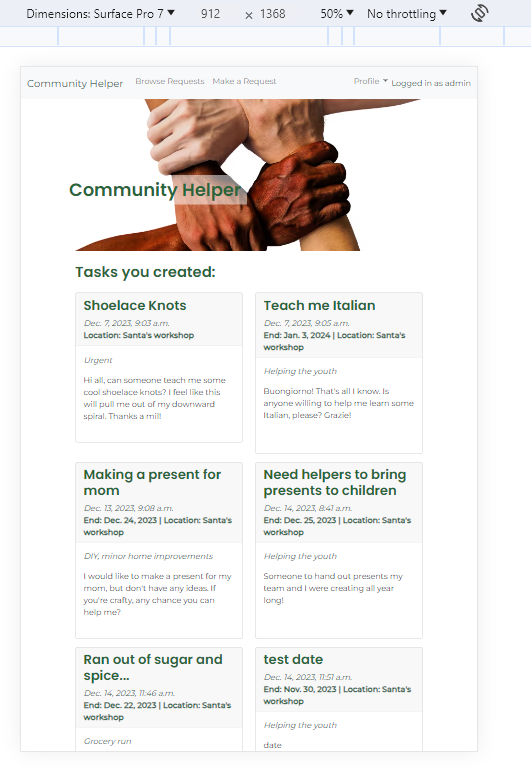 Dimensions: Surface Pro 7 912 × 1368 50% No throttling
Community Helper Browse Requests Make a Request Profile Logged in as admin
Community Helper
Tasks you created:
Shoelace Knots
Dec. 7, 2023, 9:03 a.m.
Location: Santa's workshop
Urgent
Hi all, can someone teach me some
cool shoelace knots? I feel like this
will pull me out of my downward
spiral. Thanks a mil!
Teach me Italian
Dec. 7, 2023, 9:05 a.m.
End: Jan. 3, 2024 | Location: Santa's
workshop
Helping the youth
Buongiorno! That's all I know. Is
anyone willing to help me learn some
Italian, please? Grazie!
Making a present for
mom
Dec. 13, 2023, 9:08 a.m.
End: Dec. 24, 2023 | Location: Santa's
workshop
DIY, minor home improvements
I would like to make a present for my
mom, but don't have any ideas. If
you're crafty, any chance you can
help me?
Need helpers to bring
presents to children
Dec. 14, 2023, 8:41 a.m.
End: Dec. 25, 2023 | Location: Santa's
workshop
Helping the youth
Someone to hand out presents my
team and I were creating all year
long!
Ran out of sugar and
spice...
Dec. 14, 2023, 11:46 a.m.
End: Dec. 22, 2023 | Location: Santa's
workshop
Grocery run
test date
Dec. 14, 2023, 11:51 a.m.
End: Nov. 30, 2023 | Location: Santa's
workshop
Helping the youth
date